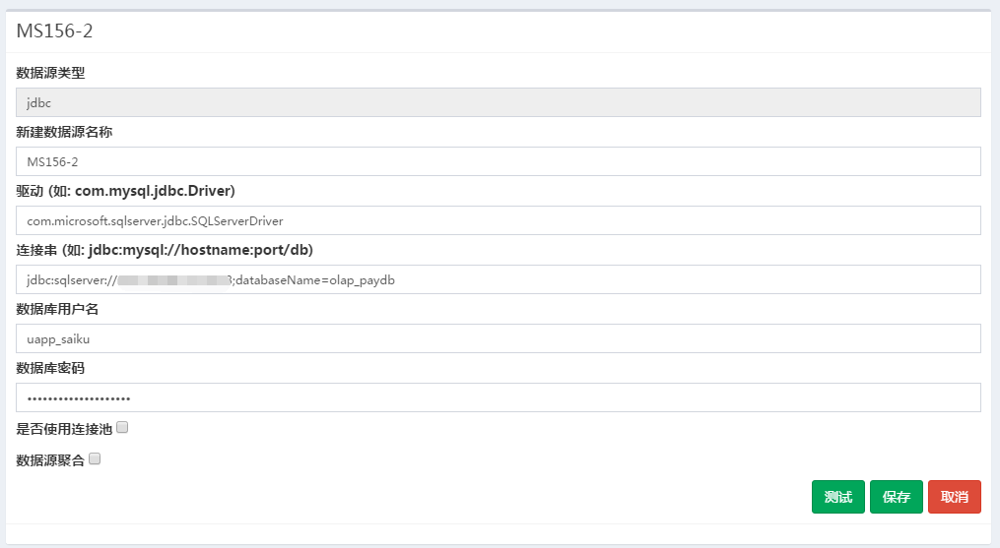 MS156-2
数据源类型
jdbc
新建数据源名称
MS156-2
驱动 (如: com.mysql.jdbc.Driver)
com.microsoft.sqlserver.jdbc.SQLServerDriver
连接串 (如: jdbc:mysql://hostname:port/db)
jdbc:sqlserver://3;databaseName=olap_paydb
数据库用户名
uapp_saiku
数据库密码
••••••••••••••••••••
是否使用连接池
数据源聚合
测试 保存 取消